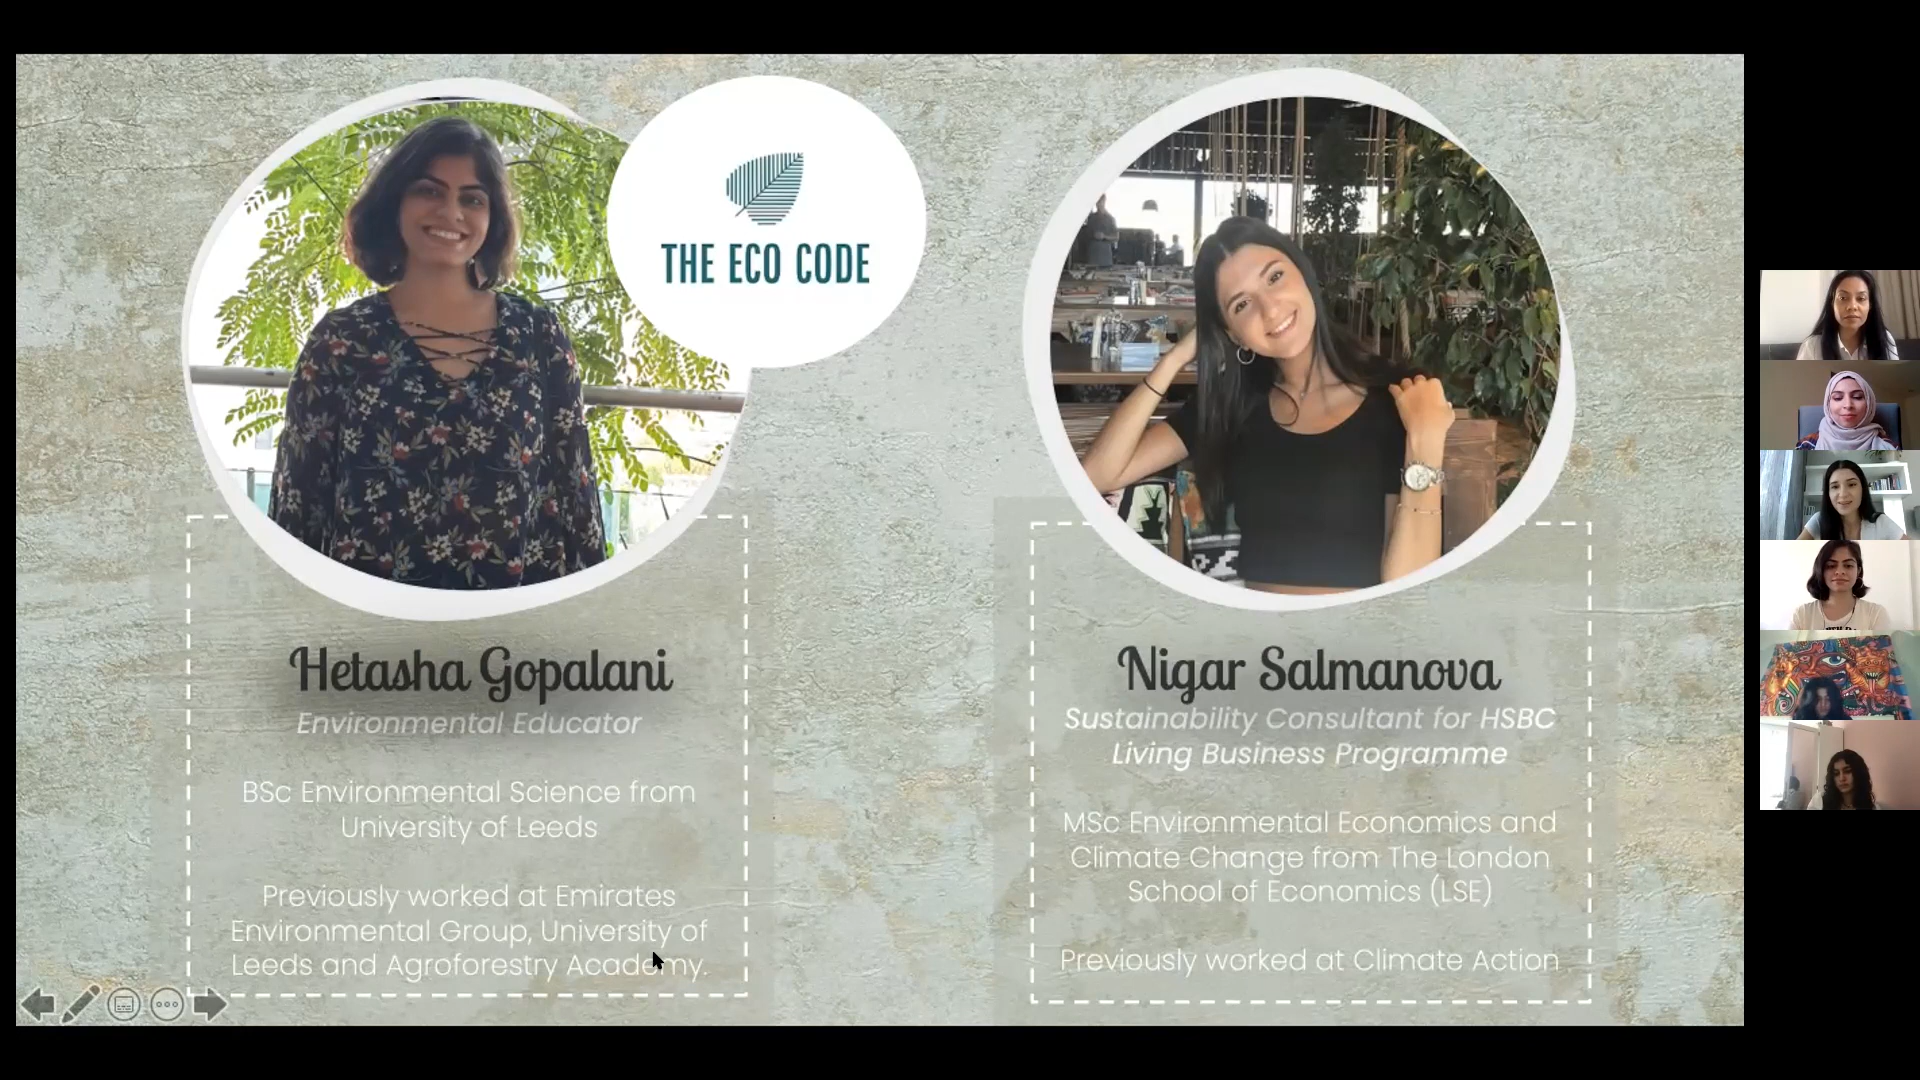 THE ECO CODE
Hetasha Gopalani
Environmental Educator
BSc Environmental Science from
University of Leeds
Previously worked at Emirates
Environmental Group, University of
Leeds and Agroforestry Academy.
Nigar Salmanova
Sustainability Consultant for HSBC
Living Business Programme
MSc Environmental Economics and
Climate Change from The London
School of Economics (LSE)
Previously worked at Climate Action